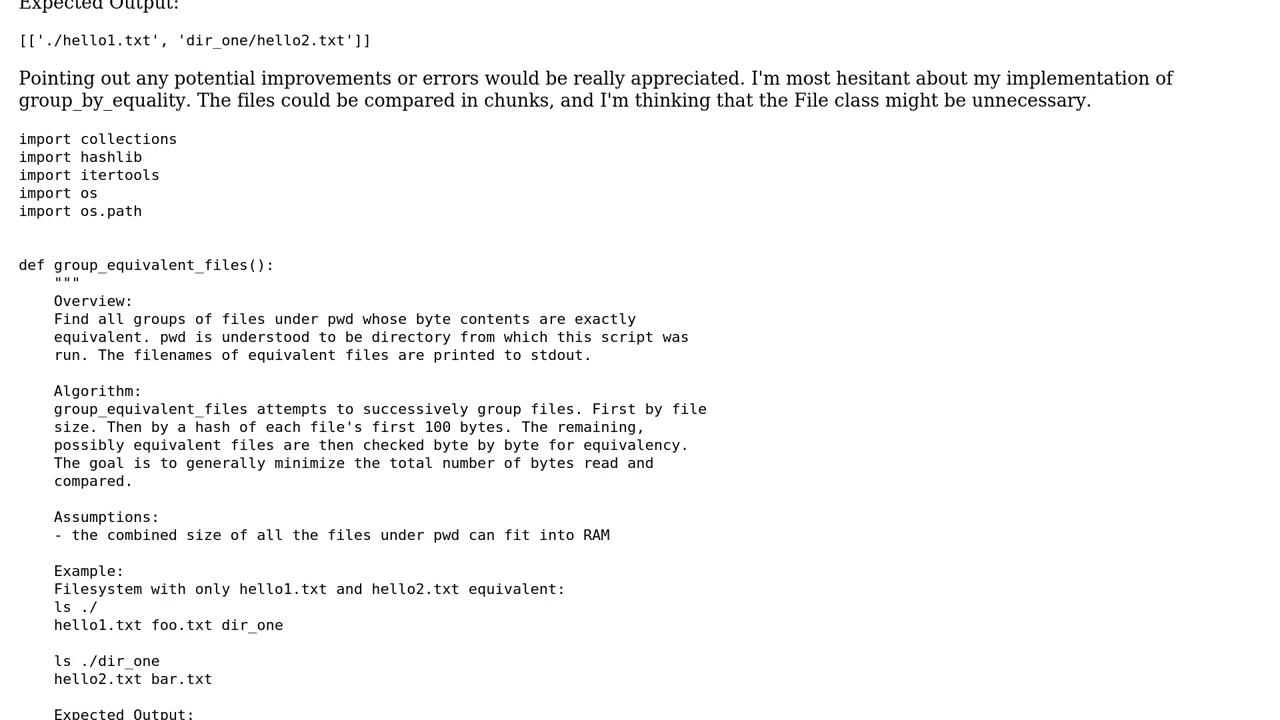 Expected Output:
[['./hello1.txt', 'dir_one/hello2.txt']]
Pointing out any potential improvements or errors would be really appreciated. I'm most hesitant about my implementation of
group_by_equality. The files could be compared in chunks, and I'm thinking that the File class might be unnecessary.
import collections
import hashlib
import itertools
import os
import os.path
def group_equivalent_files():
    """
    Overview:
    Find all groups of files under pwd whose byte contents are exactly
    equivalent. pwd is understood to be directory from which this script was
    run. The filenames of equivalent files are printed to stdout.
    Algorithm:
    group_equivalent_files attempts to successively group files. First by file
    size. Then by a hash of each file's first 100 bytes. The remaining,
    possibly equivalent files are then checked byte by byte for equivalency.
    The goal is to generally minimize the total number of bytes read and
    compared.
    Assumptions:
    - the combined size of all the files under pwd can fit into RAM
    Example:
    Filesystem with only hello1.txt and hello2.txt equivalent:
    ls ./
    hello1.txt foo.txt dir_one
    ls ./dir_one
    hello2.txt bar.txt
    Expected Output: